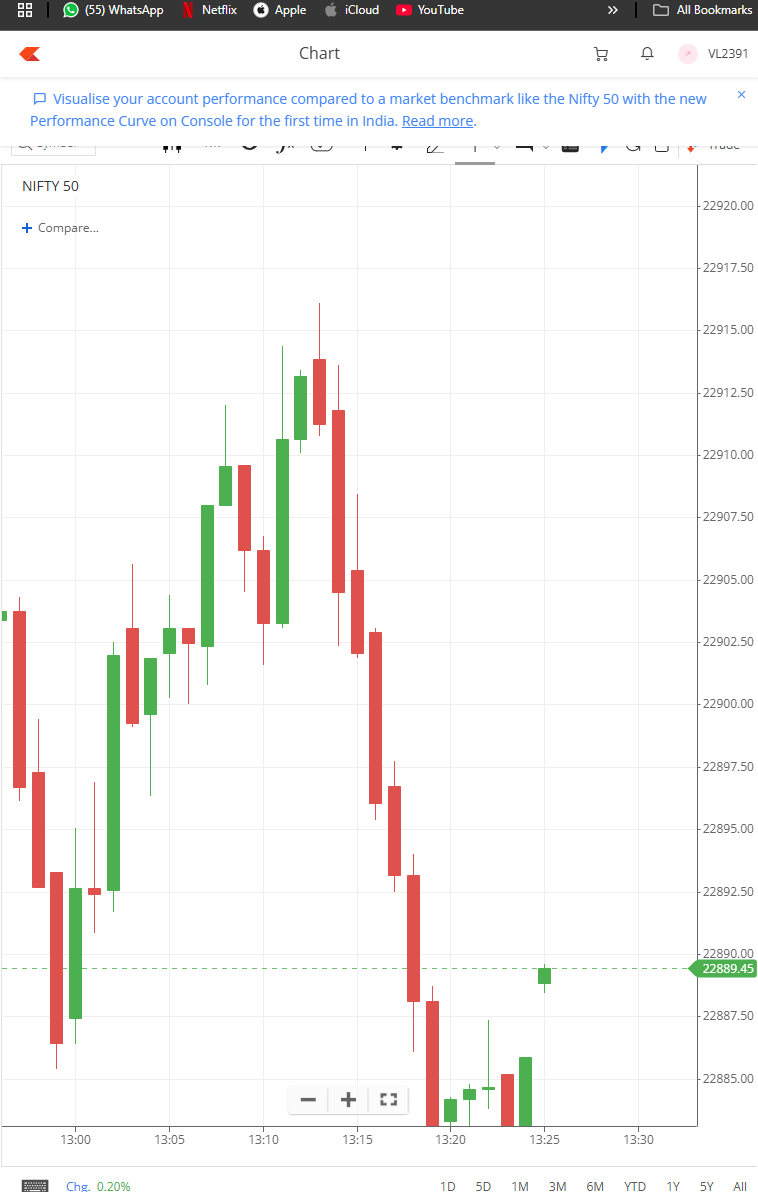 (55) WhatsApp Netflix Apple iCloud YouTube » All Bookmarks
Chart VL2391
Visualise your account performance compared to a market benchmark like the Nifty 50 with the new
Performance Curve on Console for the first time in India. Read more.
NIFTY 50
+ Compare...
22920.00
22917.50
22915.00
22912.50
22910.00
22907.50
22905.00
22902.50
22900.00
22897.50
22895.00
22892.50
22890.00
22889.45
22887.50
22885.00
13:00 13:05 13:10 13:15 13:20 13:25 13:30
Chg. 0.20% 1D 5D 1M 3M 6M YTD 1Y 5Y All